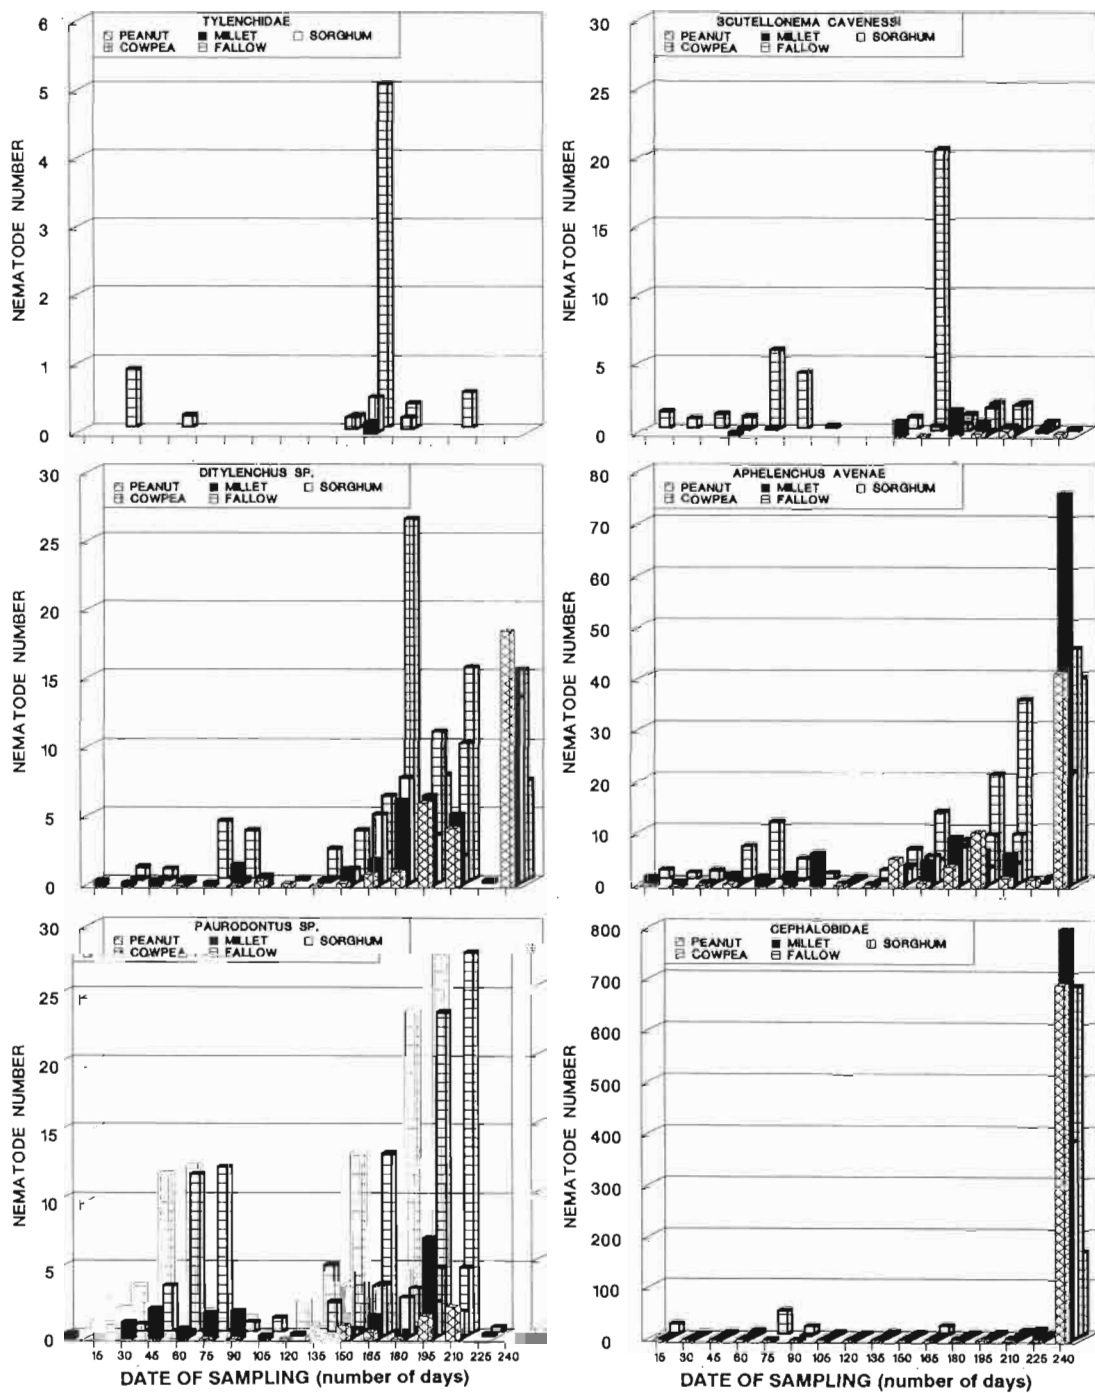 TYLENCHIDAE
PEANUT MILLET SORGHUM
COWPEA FALLOW
6
5
4
3
2
1
0
NEMATODE NUMBER
SCUTELLONEMA CAVENESSI
PEANUT MILLET SORGHUM
COWPEA FALLOW
30
25
20
15
10
5
0
NEMATODE NUMBER
DITYLENCHUS SP.
PEANUT MILLET SORGHUM
COWPEA FALLOW
30
25
20
15
10
5
0
NEMATODE NUMBER
APHELENCHUS AVENAE
PEANUT MILLET SORGHUM
COWPEA FALLOW
80
70
60
50
40
30
20
10
0
NEMATODE NUMBER
PAURODONTUS SP.
PEANUT MILLET SORGHUM
COWPEA FALLOW
30
25
20
15
10
5
0
NEMATODE NUMBER
15 30 45 60 75 90 105 120 135 150 165 180 195 210 225 240
DATE OF SAMPLING (number of days)
CEPHALOBIDAE
PEANUT MILLET SORGHUM
COWPEA FALLOW
800
700
600
500
400
300
200
100
0
NEMATODE NUMBER
15 30 45 60 75 90 105 120 135 150 165 180 195 210 225 240
DATE OF SAMPLING (number of days)